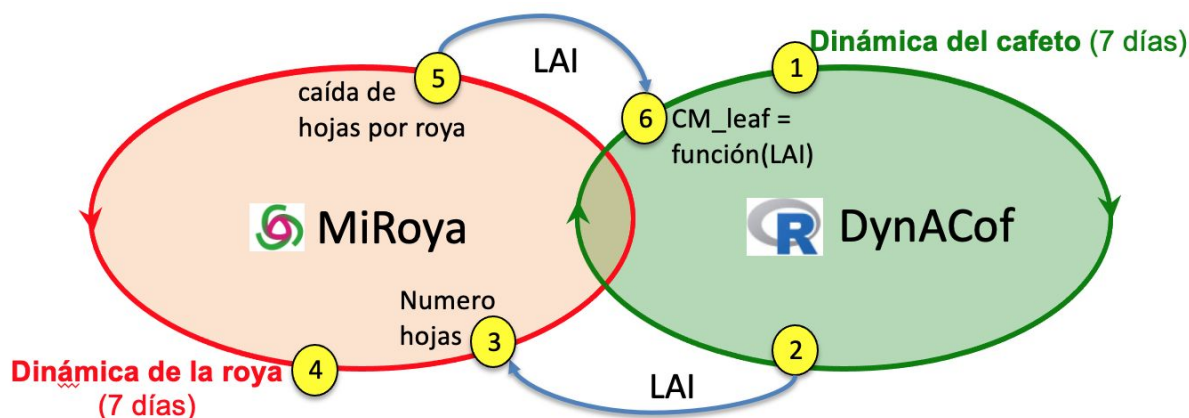 Dinámica del cafeto (7 días)
LAI
1
5
caída de
hojas por roya
6
CM_leaf =
función(LAI)
MiRoya
R
DynACof
Numero
hojas
3
2
4
Dinámica de la roya
(7 días)
LAI